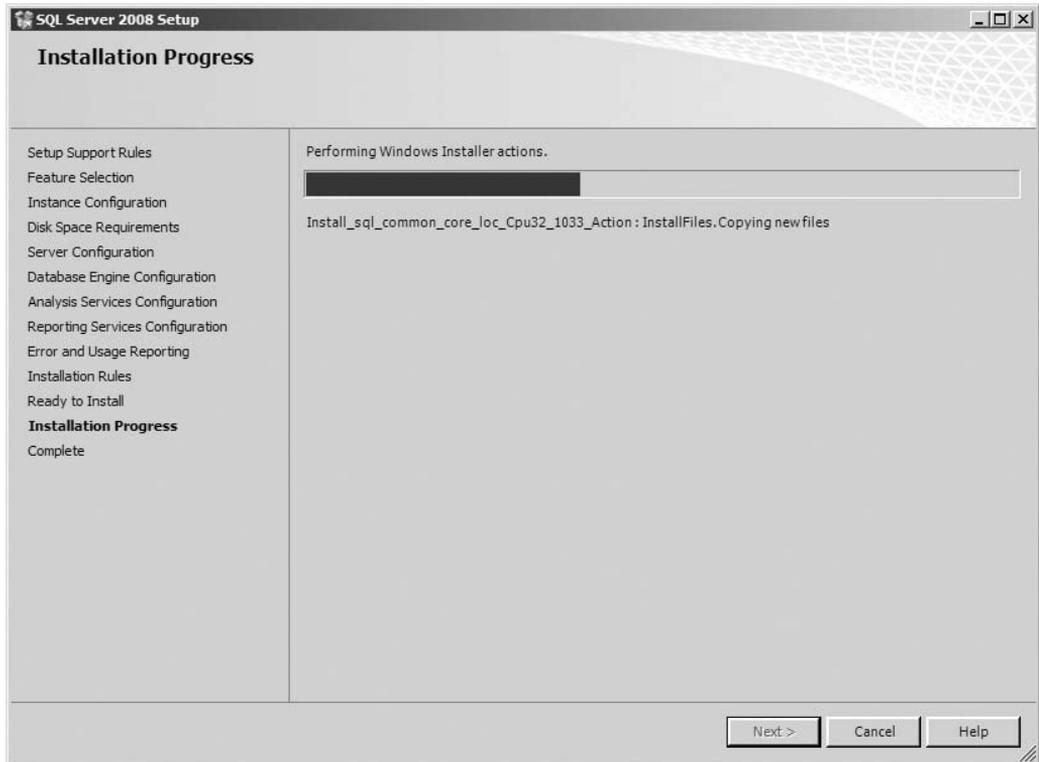 SQL Server 2008 Setup
Installation Progress
Setup Support Rules
Feature Selection
Instance Configuration
Disk Space Requirements
Server Configuration
Database Engine Configuration
Analysis Services Configuration
Reporting Services Configuration
Error and Usage Reporting
Installation Rules
Ready to Install
Installation Progress
Complete
Performing Windows Installer actions.
Install_sql_common_core_loc_Cpu32_1033_Action : InstallFiles.Copying new files
Next >
Cancel
Help